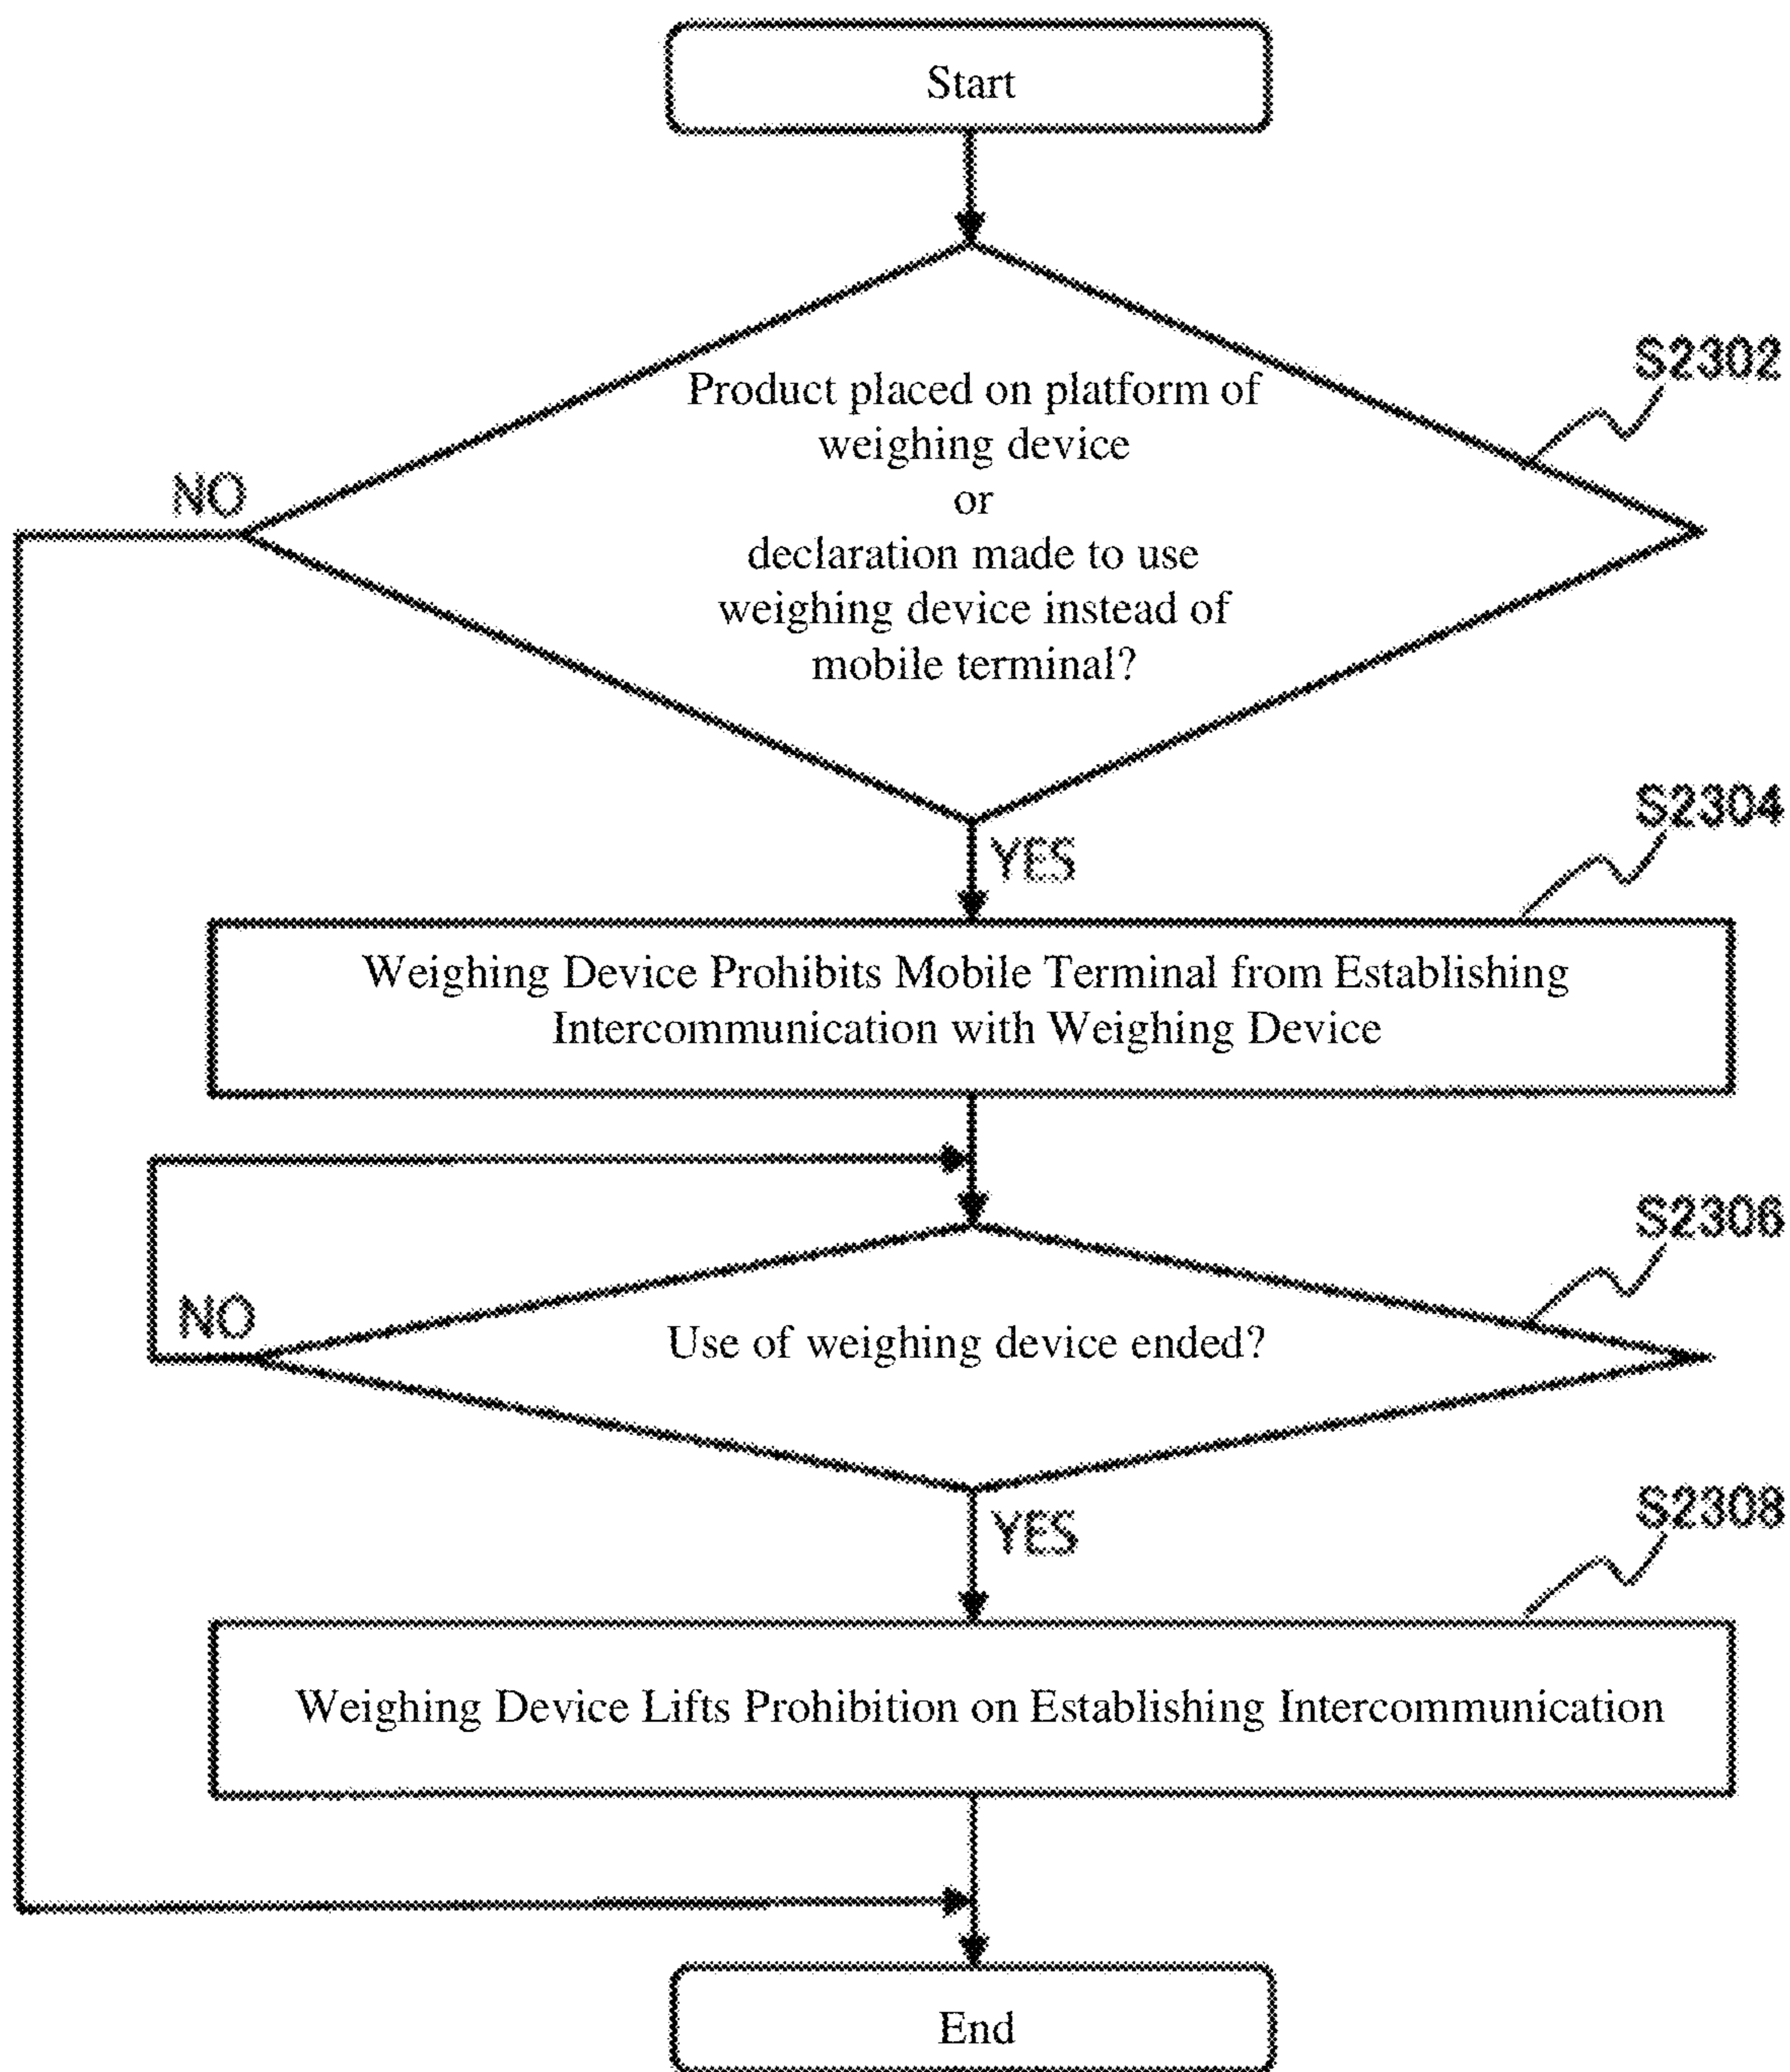 Start
S2302
Product placed on platform of
weighing device
or
declaration made to use
weighing device instead of
mobile terminal?
NO
S2304
YES
Weighing Device Prohibits Mobile Terminal from Establishing
Intercommunication with Weighing Device
S2306
NO
Use of weighing device ended?
S2308
YES
Weighing Device Lifts Prohibition on Establishing Intercommunication
End